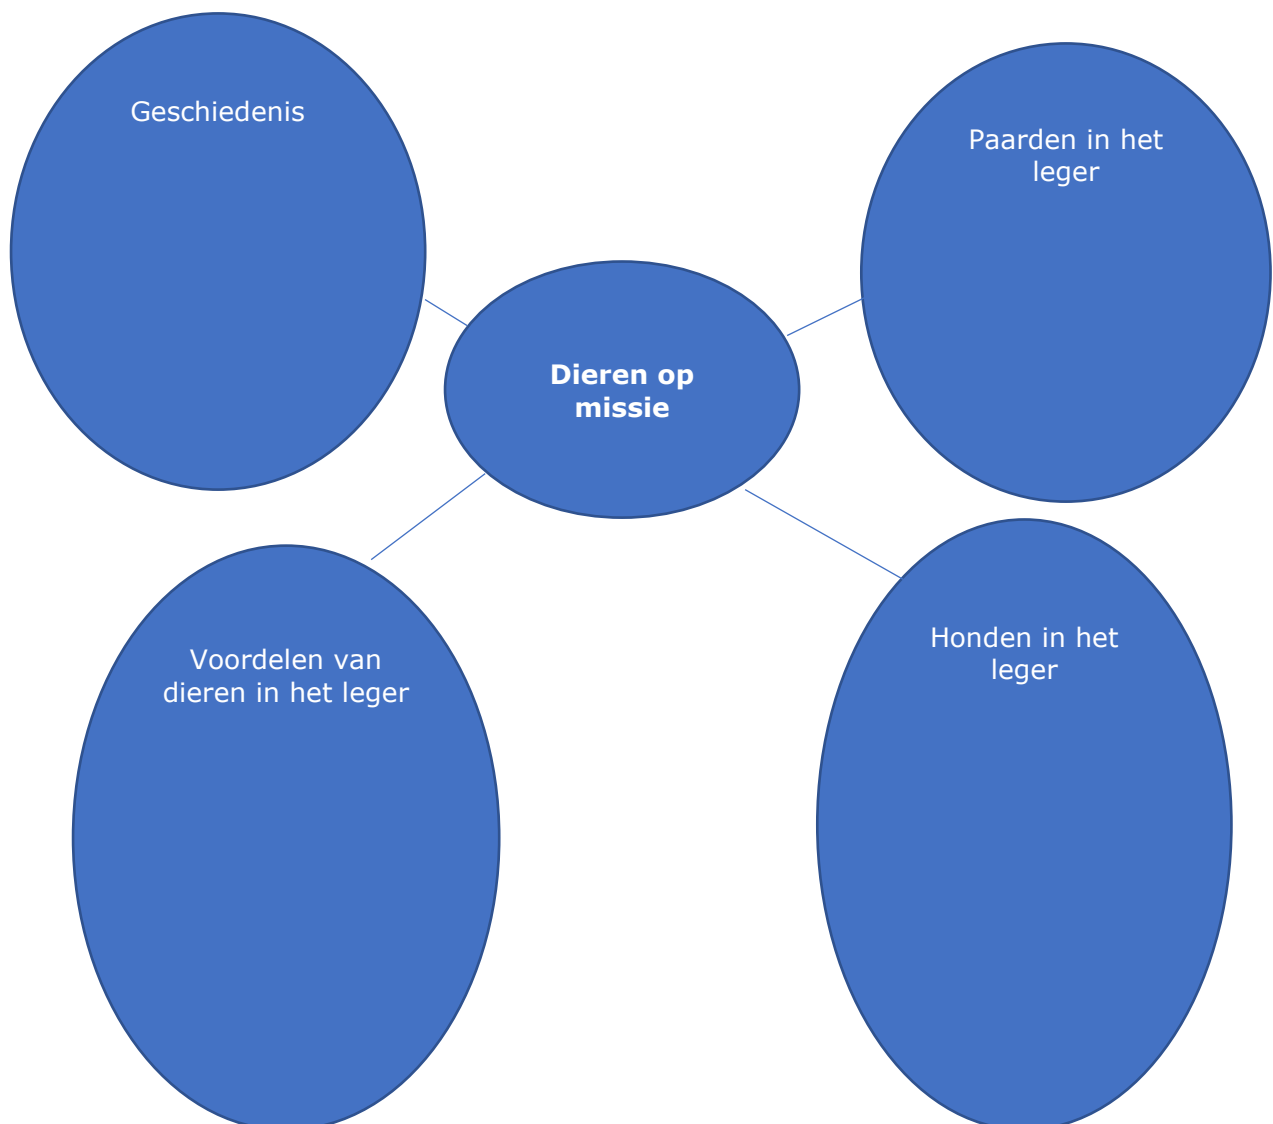 Geschiedenis
Paarden in het
leger
Dieren op
missie
Voordelen van
dieren in het leger
Honden in het
leger